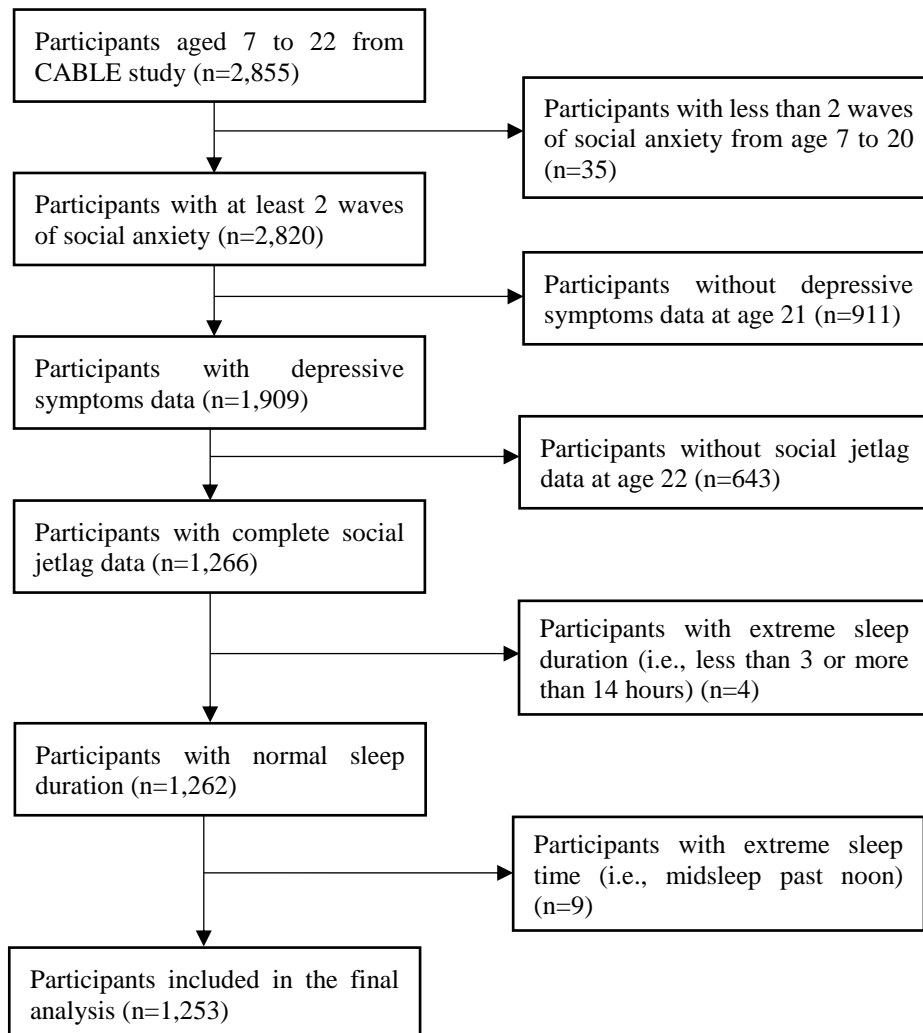 Participants aged 7 to 22 from
CABLE study (n=2,855)
Participants with less than 2 waves
of social anxiety from age 7 to 20
(n=35)
Participants with at least 2 waves
of social anxiety (n=2,820)
Participants without depressive
symptoms data at age 21 (n=911)
Participants with depressive
symptoms data (n=1,909)
Participants without social jetlag
data at age 22 (n=643)
Participants with complete social
jetlag data (n=1,266)
Participants with extreme sleep
duration (i.e., less than 3 or more
than 14 hours) (n=4)
Participants with normal sleep
duration (n=1,262)
Participants with extreme sleep
time (i.e., midsleep past noon)
(n=9)
Participants included in the final
analysis (n=1,253)